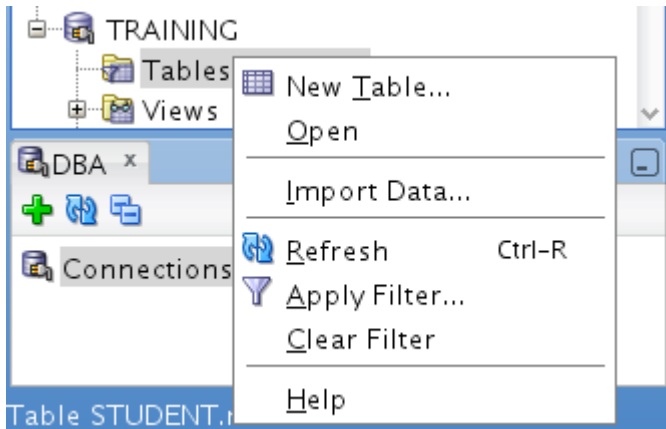 TRAINING
Tables
Views
New Table...
Open
Import Data...
Refresh Ctrl-R
Apply Filter...
Clear Filter
Help
DBA x
Connections
Table STUDENT.r